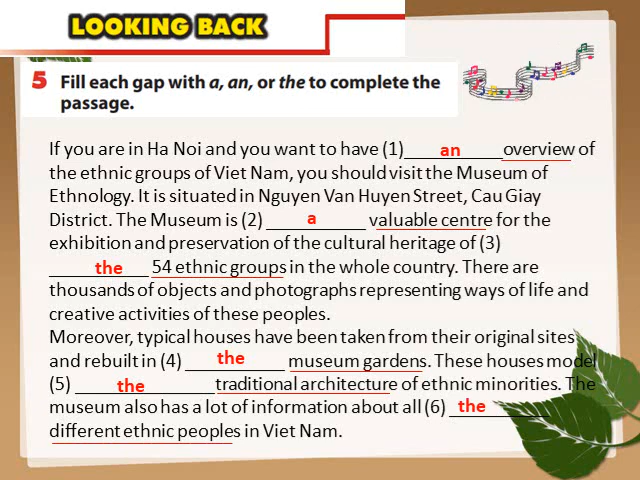 LOOKING BACK
5 Fill each gap with a, an, or the to complete the
passage.
If you are in Ha Noi and you want to have (1)__________ an overview of
the ethnic groups of Viet Nam, you should visit the Museum of
Ethnology. It is situated in Nguyen Van Huyen Street, Cau Giay
District. The Museum is (2) __________ a valuable centre for the
exhibition and preservation of the cultural heritage of (3)
__________ the 54 ethnic groups in the whole country. There are
thousands of objects and photographs representing ways of life and
creative activities of these peoples.
Moreover, typical houses have been taken from their original sites
and rebuilt in (4) __________ the museum gardens. These houses model
(5) ______________ the traditional architecture of ethnic minorities. The
museum also has a lot of information about all (6) __________ the
different ethnic peoples in Viet Nam.